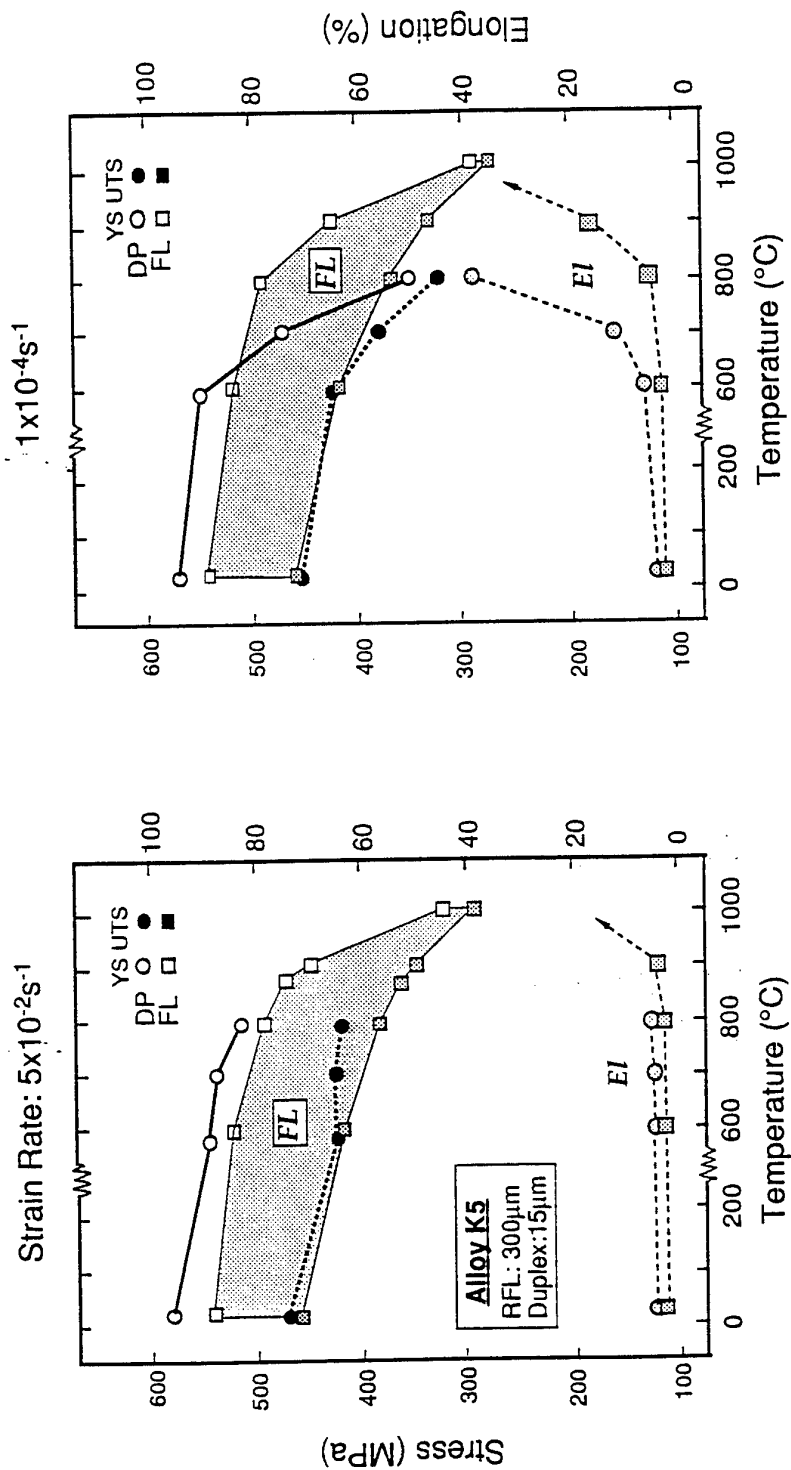 Strain Rate: 5x10⁻²s⁻¹
Stress (MPa)
600
500
400
300
200
100
YS UTS
DP
FL
FL
El
Alloy K5
RFL: 300µm
Duplex:15µm
100
80
60
40
20
0
0
200
600
800
1000
Temperature (°C)
1x10⁻⁴s⁻¹
600
500
400
300
200
100
YS UTS
DP
FL
FL
El
100
80
60
40
20
0
Elongation (%)
0
200
600
800
1000
Temperature (°C)